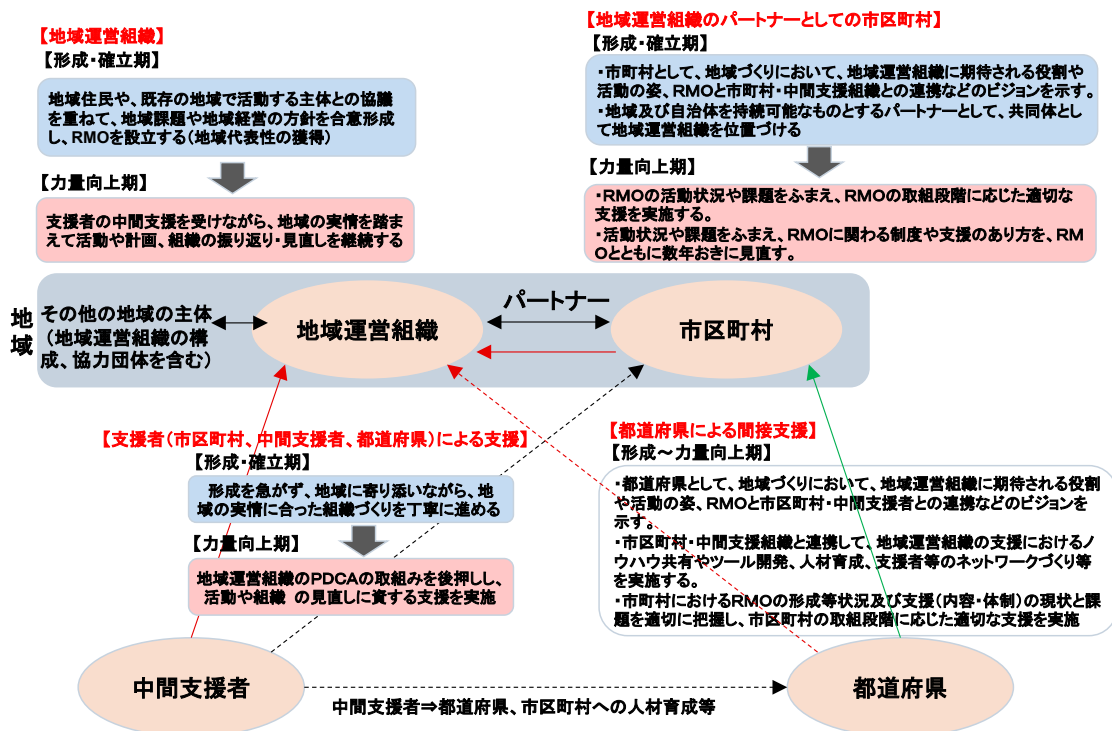 【地域運営組織】
【形成・確立期】
地域住民や、既存の地域で活動する主体との協議
を重ねて、地域課題や地域経営の方針を合意形成
し、RMOを設立する(地域代表性の獲得)
【力量向上期】
支援者の中間支援を受けながら、地域の実情を踏ま
えて活動や計画、組織の振り返り・見直しを継続する
【地域運営組織のパートナーとしての市区町村】
【形成・確立期】
・市町村として、地域づくりにおいて、地域運営組織に期待される役割や
活動の姿、RMOと市町村・中間支援組織との連携などのビジョンを示す。
・地域及び自治体を持続可能なものとするパートナーとして、共同体とし
て地域運営組織を位置づける
【力量向上期】
・RMOの活動状況や課題をふまえ、RMOの取組段階に応じた適切な
支援を実施する。
・活動状況や課題をふまえ、RMOに関わる制度や支援のあり方を、RM
Oとともに数年おきに見直す。
地域
その他の地域の主体
(地域運営組織の構
成、協力団体を含む)
地域運営組織
パートナー
市区町村
【支援者(市区町村、中間支援者、都道府県)による支援】
【形成・確立期】
形成を急がず、地域に寄り添いながら、地
域の実情に合った組織づくりを丁寧に進める
【力量向上期】
地域運営組織のPDCAの取組みを後押しし、
活動や組織 の見直しに資する支援を実施
【都道府県による間接支援】
【形成~力量向上期】
・都道府県として、地域づくりにおいて、地域運営組織に期待される役割
や活動の姿、RMOと市区町村・中間支援者との連携などのビジョンを
示す。
・市区町村・中間支援組織と連携して、地域運営組織の支援におけるノ
ウハウ共有やツール開発、人材育成、支援者等のネットワークづくり等
を実施する。
・市町村におけるRMOの形成等状況及び支援(内容・体制)の現状と課
題を適切に把握し、市区町村の取組段階に応じた適切な支援を実施
中間支援者
都道府県
中間支援者⇒都道府県、市区町村への人材育成等